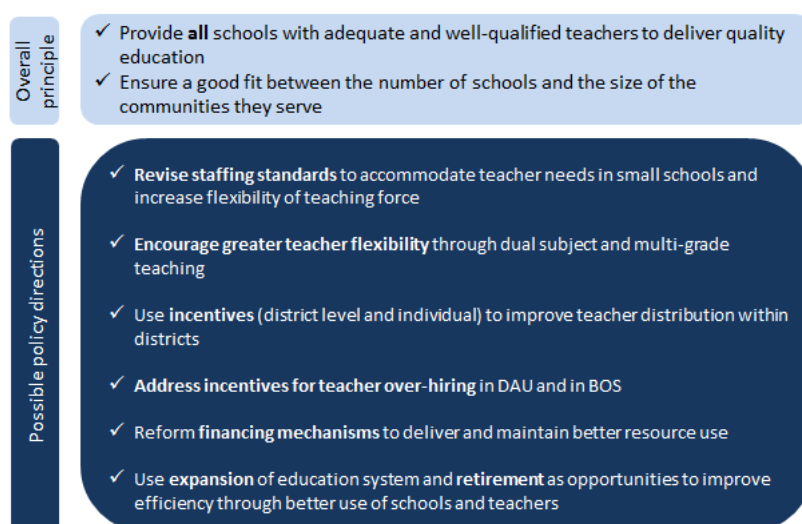 Overall
principle
✓ Provide all schools with adequate and well-qualified teachers to deliver quality
education
✓ Ensure a good fit between the number of schools and the size of the
communities they serve
Possible policy directions
✓ Revise staffing standards to accommodate teacher needs in small schools and
increase flexibility of teaching force
✓ Encourage greater teacher flexibility through dual subject and multi-grade
teaching
✓ Use incentives (district level and individual) to improve teacher distribution within
districts
✓ Address incentives for teacher over-hiring in DAU and in BOS
✓ Reform financing mechanisms to deliver and maintain better resource use
✓ Use expansion of education system and retirement as opportunities to improve
efficiency through better use of schools and teachers